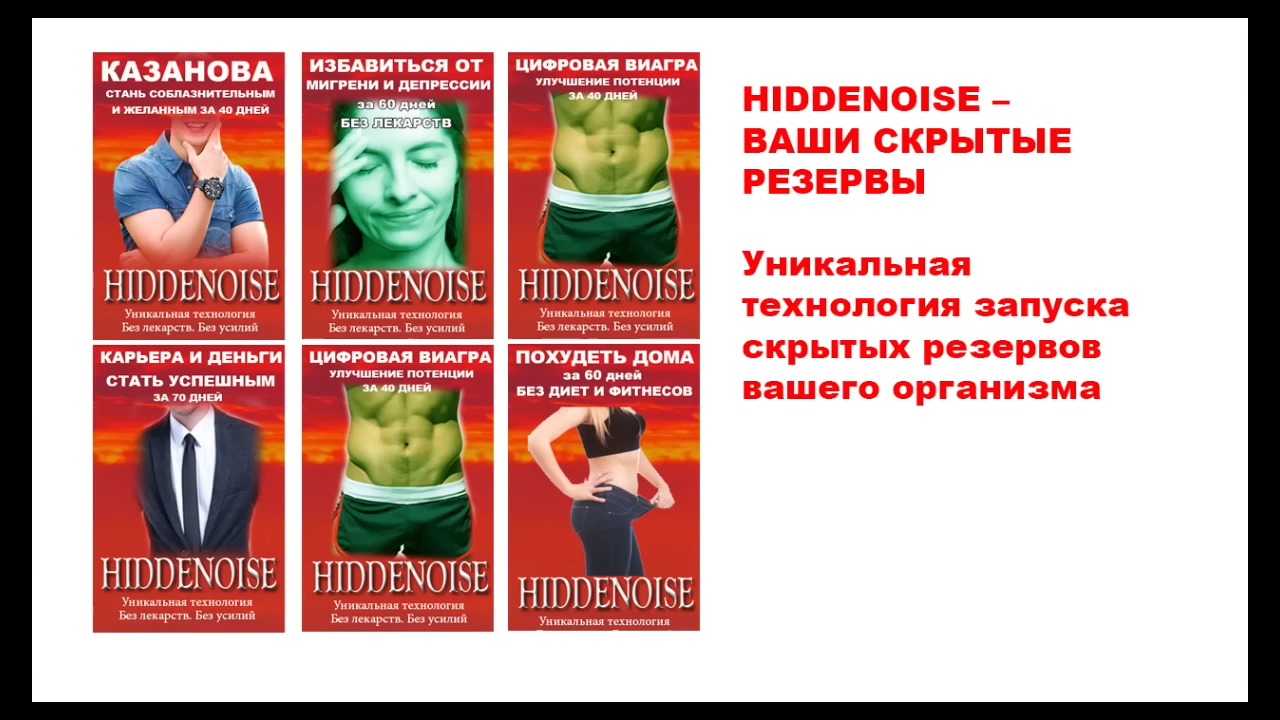 КАЗАНОВА
СТАНЬ СОБЛАЗНИТЕЛЬНЫМ
И ЖЕЛАННЫМ ЗА 40 ДНЕЙ
HIDDENOISE
Уникальная технология
Без лекарств. Без усилий
ИЗБАВИТЬСЯ ОТ
МИГРЕНИ И ДЕПРЕССИИ
за 60 дней
БЕЗ ЛЕКАРСТВ
HIDDENOISE
Уникальная технология
Без лекарств. Без усилий
ЦИФРОВАЯ ВИАГРА
УЛУЧШЕНИЕ ПОТЕНЦИИ
ЗА 40 ДНЕЙ
HIDDENOISE
Уникальная технология
Без лекарств. Без усилий
КАРЬЕРА И ДЕНЬГИ
СТАТЬ УСПЕШНЫМ
ЗА 70 ДНЕЙ
HIDDENOISE
Уникальная технология
Без лекарств. Без усилий
ЦИФРОВАЯ ВИАГРА
УЛУЧШЕНИЕ ПОТЕНЦИИ
ЗА 40 ДНЕЙ
HIDDENOISE
Уникальная технология
Без лекарств. Без усилий
ПОХУДЕТЬ ДОМА
за 60 дней
БЕЗ ДИЕТ И ФИТНЕСОВ
HIDDENOISE
Уникальная технология
HIDDENOISE –
ВАШИ СКРЫТЫЕ
РЕЗЕРВЫ
Уникальная
технология запуска
скрытых резервов
вашего организма